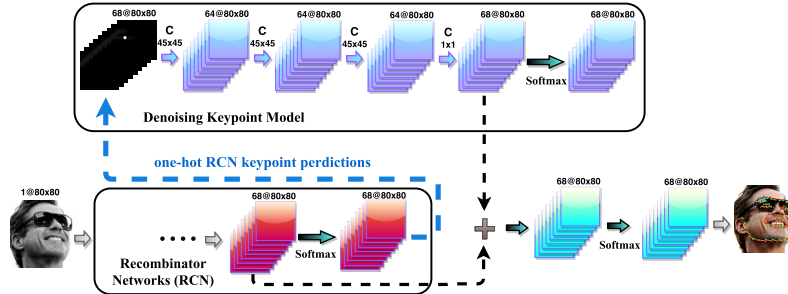 68@80x80
64@80x80
64@80x80
64@80x80
68@80x80
68@80x80
C
45x45
C
45x45
C
45x45
C
1x1
Softmax
Denoising Keypoint Model
one-hot RCN keypoint perdictions
1@80x80
68@80x80
68@80x80
68@80x80
68@80x80
Softmax
Softmax
Recombinator
Networks (RCN)